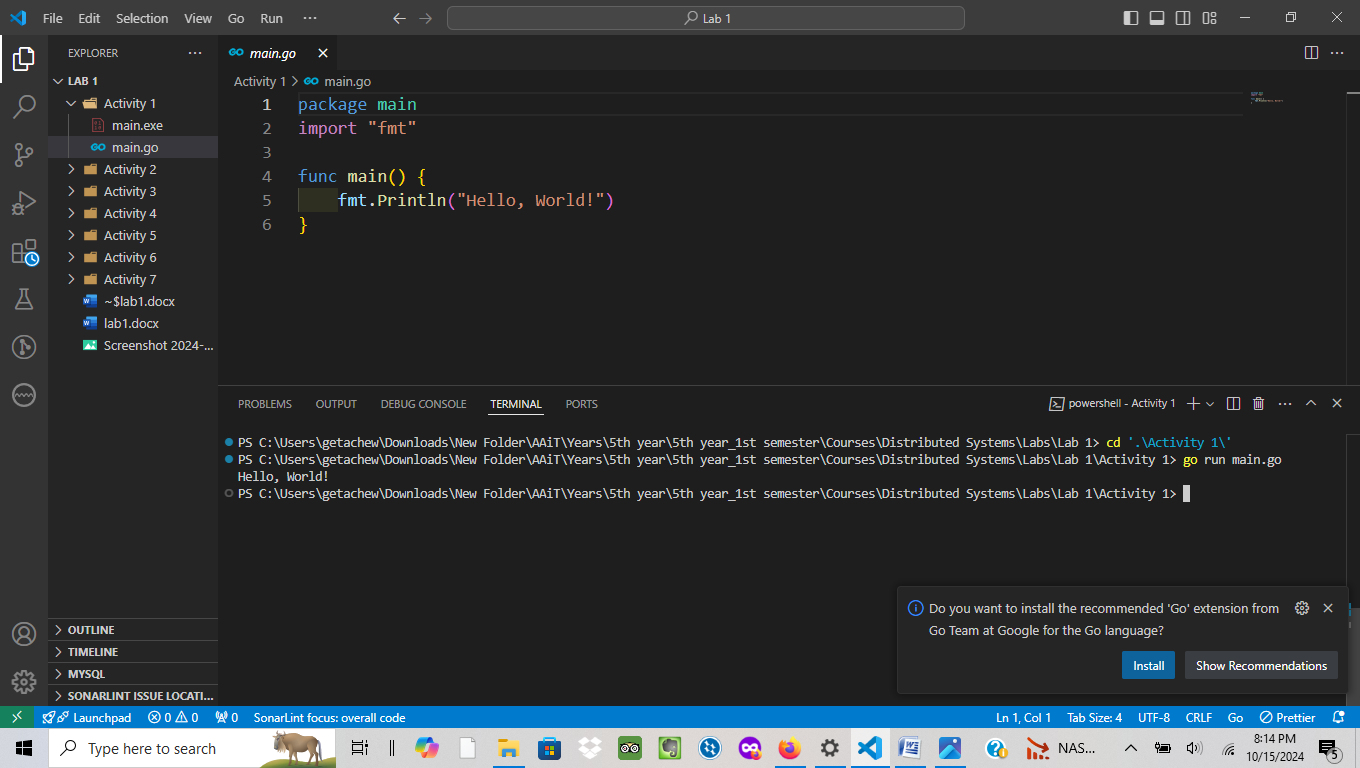 File Edit Selection View Go Run ···
Lab 1
EXPLORER
LAB 1
Activity 1
main.exe
main.go
Activity 2
Activity 3
Activity 4
Activity 5
Activity 6
Activity 7
~$lab1.docx
lab1.docx
Screenshot 2024-...
OUTLINE
TIMELINE
MYSQL
SONARLINT ISSUE LOCATI...
main.go
Activity 1 > main.go
1 package main
2 import "fmt"
3
4 func main() {
5 fmt.Println("Hello, World!")
6 }
PROBLEMS OUTPUT DEBUG CONSOLE TERMINAL PORTS
powershell - Activity 1
PS C:\Users\getachew\Downloads\New Folder\AAiT\Years\5th year\5th year_1st semester\Courses\Distributed Systems\Labs\Lab 1> cd '.\Activity 1\'
PS C:\Users\getachew\Downloads\New Folder\AAiT\Years\5th year\5th year_1st semester\Courses\Distributed Systems\Labs\Lab 1\Activity 1> go run main.go
Hello, World!
PS C:\Users\getachew\Downloads\New Folder\AAiT\Years\5th year\5th year_1st semester\Courses\Distributed Systems\Labs\Lab 1\Activity 1>
Do you want to install the recommended 'Go' extension from
Go Team at Google for the Go language?
Install Show Recommendations
Launchpad 0 0 0 SonarLint focus: overall code Ln 1, Col 1 Tab Size: 4 UTF-8 CRLF Go Prettier
Type here to search
NAS...
8:14 PM
10/15/2024
5